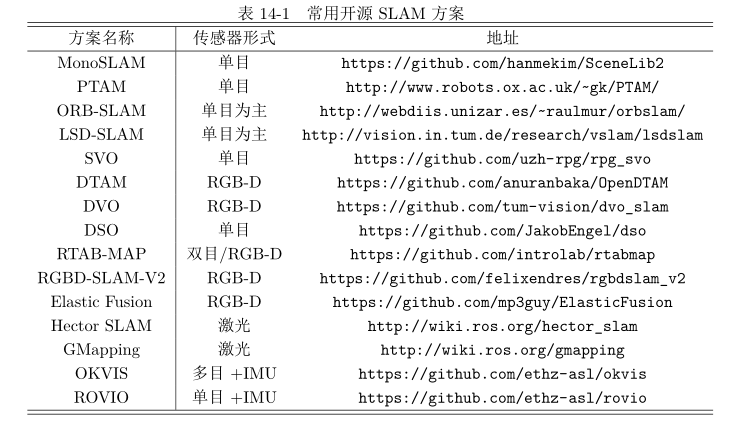 表 14-1 常用开源 SLAM 方案
方案名称 传感器形式 地址
MonoSLAM 单目 https://github.com/hanmekim/SceneLib2
PTAM 单目 http://www.robots.ox.ac.uk/~gk/PTAM/
ORB-SLAM 单目为主 http://webdiis.unizar.es/~raulmur/orbslam/
LSD-SLAM 单目为主 http://vision.in.tum.de/research/vslam/lsdslam
SVO 单目 https://github.com/uzh-rpg/rpg_svo
DTAM RGB-D https://github.com/anuranbaka/OpenDTAM
DVO RGB-D https://github.com/tum-vision/dvo_slam
DSO 单目 https://github.com/JakobEngel/dso
RTAB-MAP 双目/RGB-D https://github.com/introlab/rtabmap
RGBD-SLAM-V2 RGB-D https://github.com/felixendres/rgbdslam_v2
Elastic Fusion RGB-D https://github.com/mp3guy/ElasticFusion
Hector SLAM 激光 http://wiki.ros.org/hector_slam
GMapping 激光 http://wiki.ros.org/gmapping
OKVIS 多目 +IMU https://github.com/ethz-asl/okvis
ROVIO 单目 +IMU https://github.com/ethz-asl/rovio